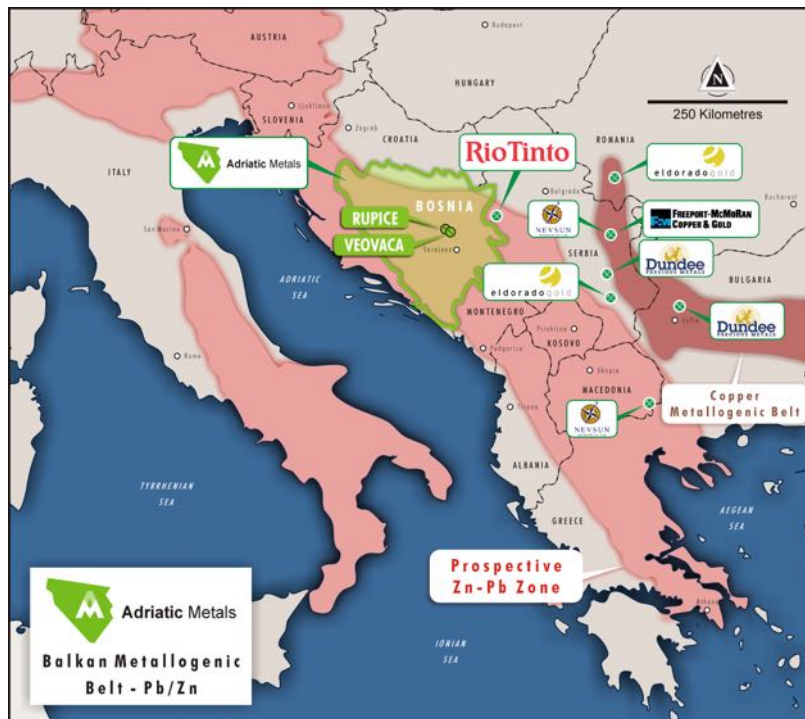 AUSTRIA
Budapest
N
HUNGARY
250 Kilometres
Ljubljana
SLOVENIA
Zagreb
CROATIA
ROMANIA
RioTinto
ITALY
Adriatic Metals
eldoradogold
BOSNIA
Belgrade
Bucharest
RUPICE
NEVSUN
FREEPORT-McMoRAN
COPPER & GOLD
San Marino
VEOVACA
Sarajevo
SERBIA
Dundee
PRECIOUS METALS
ADRIATIC
SEA
eldoradogold
BULGARIA
MONTENEGRO
Prishtina
Sofia
Dundee
PRECIOUS METALS
KOSOVO
Rome
Podgorica
Skopje
MACEDONIA
Copper
Metallogenic Belt
NEVSUN
Tirana
ALBANIA
TYRRHENIAN
SEA
AEGEAN
SEA
GREECE
Prospective
Zn-Pb Zone
Adriatic Metals
Balkan Metallogenic
Belt - Pb/Zn
IONIAN
SEA